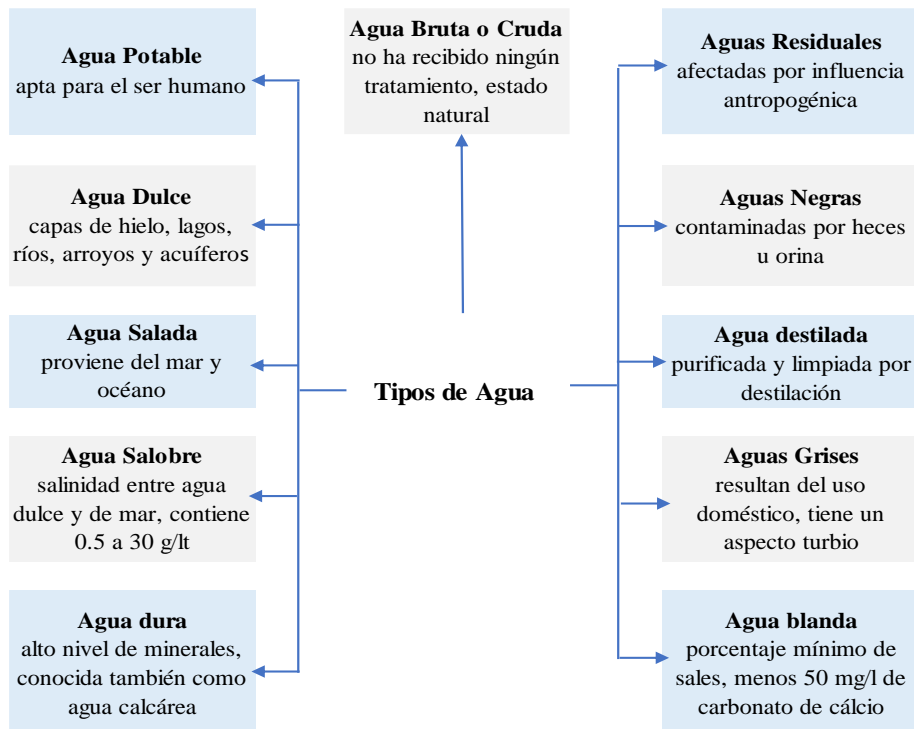 Agua Potable
apta para el ser humano
Agua Dulce
capas de hielo, lagos,
ríos, arroyos y acuíferos
Agua Salada
proviene del mar y
océano
Agua Salobre
salinidad entre agua
dulce y de mar, contiene
0.5 a 30 g/lt
Agua dura
alto nivel de minerales,
conocida también como
agua calcárea
Agua Bruta o Cruda
no ha recibido ningún
tratamiento, estado
natural
Tipos de Agua
Aguas Residuales
afectadas por influencia
antropogénica
Aguas Negras
contaminadas por heces
u orina
Agua destilada
purificada y limpiada por
destilación
Aguas Grises
resultan del uso
doméstico, tiene un
aspecto turbio
Agua blanda
porcentaje mínimo de
sales, menos 50 mg/l de
carbonato de cálcio